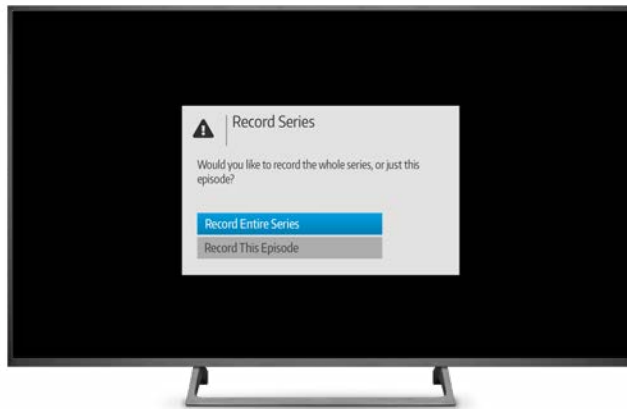 Record Series
Would you like to record the whole series, or just this
episode?
Record Entire Series
Record This Episode